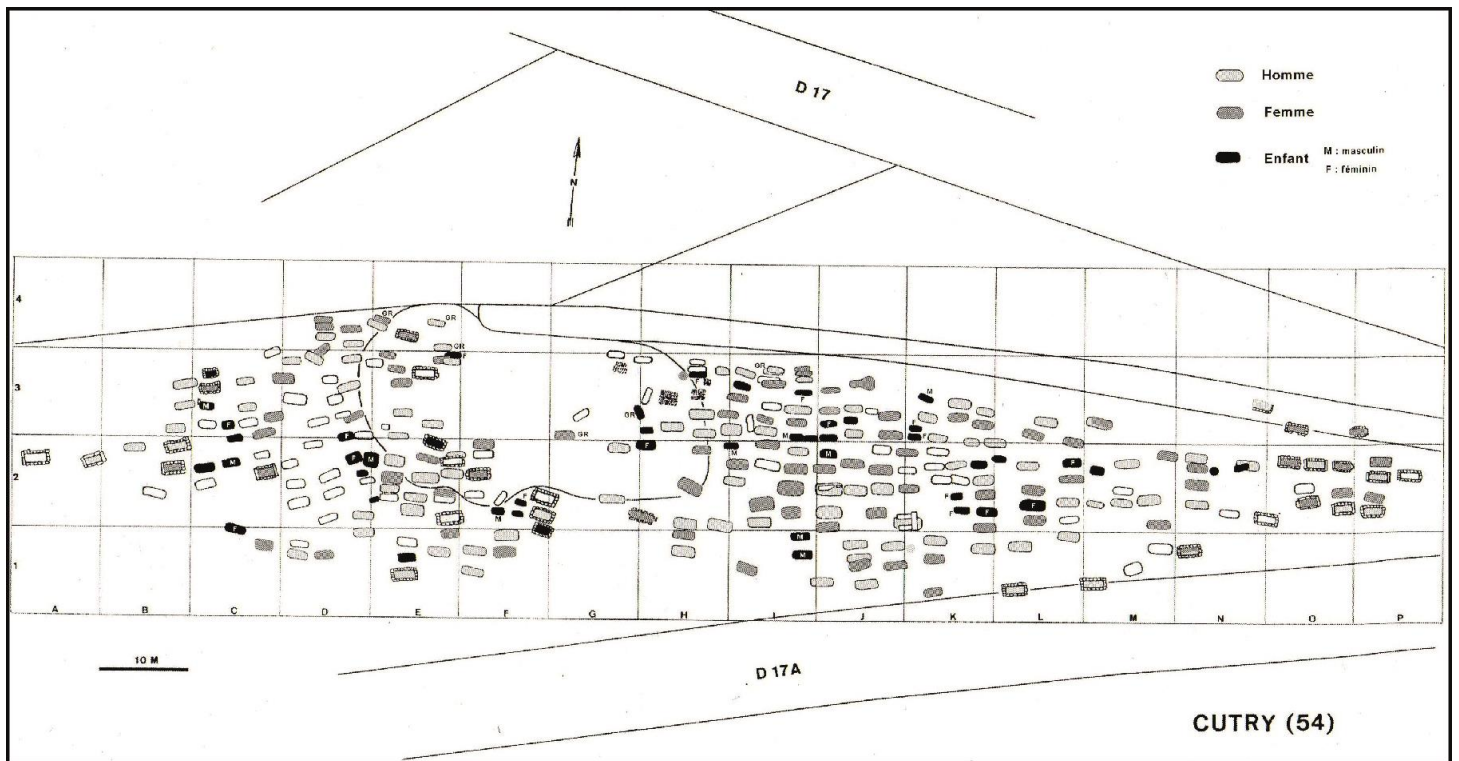 D 17
Homme
Femme
Enfant
M : masculin
F : féminin
N
4
GR
GR
GR
F
3
GR
F
M
F
GR
M
F
M
F
GR
M
F
F
M
F
M
M
F
2
M
F
F
M
F
F
F
F
F
M
M
M
1
A
B
C
D
E
F
G
H
I
J
K
L
M
N
O
P
10 M
D 17A
CUTRY (54)